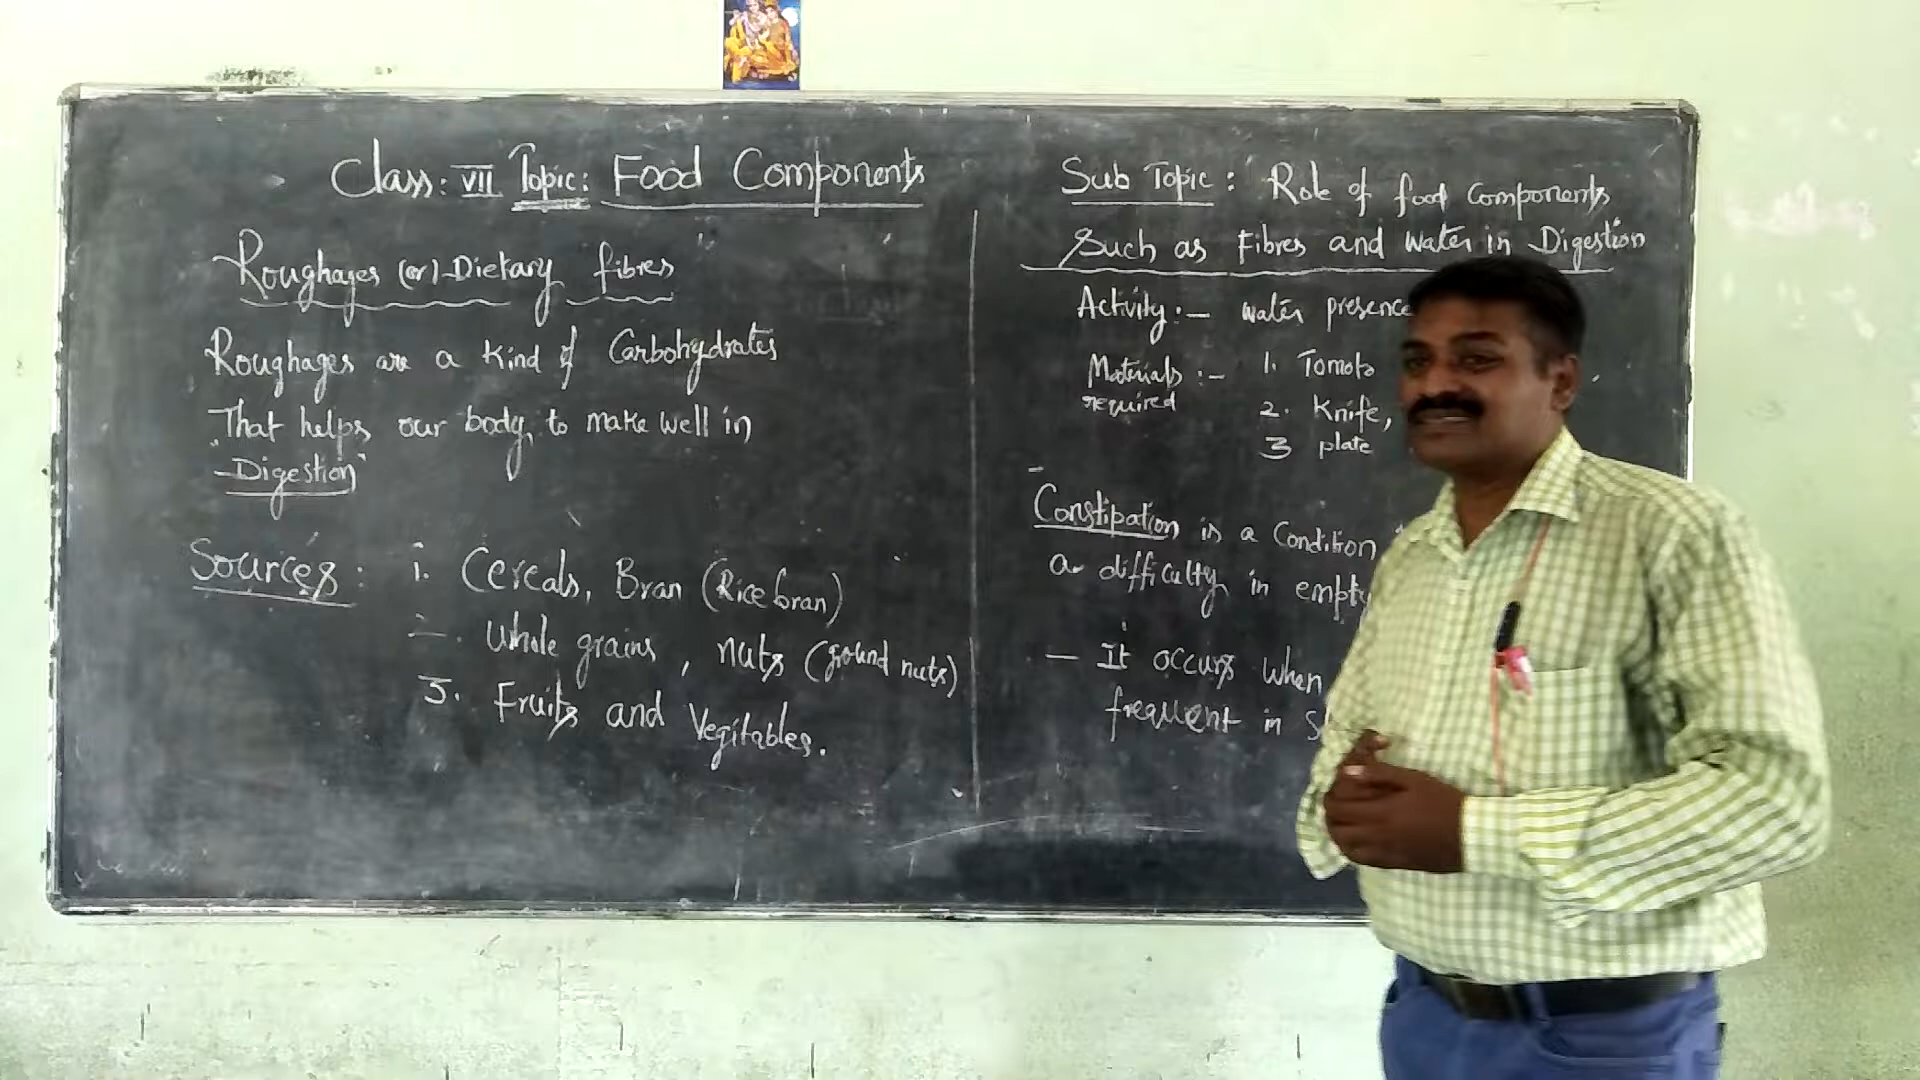 Class: VII Topic: Food Components
Roughages (or) Dietary fibres
Roughages are a kind of Carbohydrates
That helps our body, to make well in
"Digestion"
Sources: 1. Cereals, Bran (Rice bran)
2. Whole grains, nuts (ground nuts)
3. Fruits and Vegitables.
Sub Topic: Role of food components
Such as Fibres and water in Digestion
Activity:- water presence
Materials required :- 1. Tomoto
2. Knife,
3 plate
Constipation is a Condition
a difficulty in empty
- It occurs when
frequent in